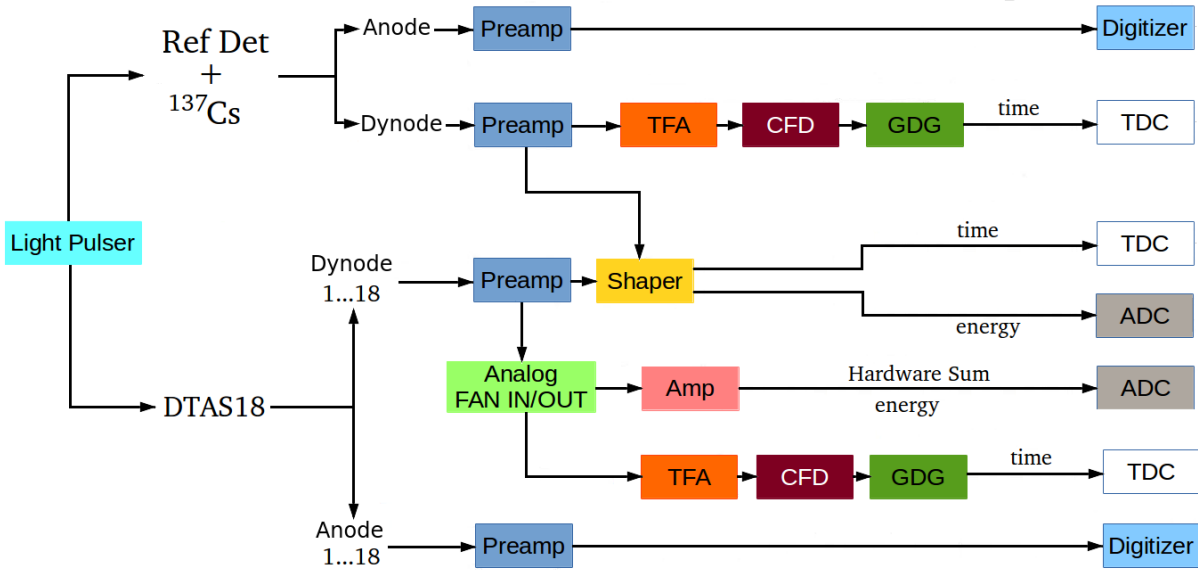 Anode
Preamp
Digitizer
Ref Det
+
¹³⁷Cs
Dynode
Preamp
TFA
CFD
GDG
time
TDC
Light Pulser
time
TDC
Dynode
1...18
Preamp
Shaper
energy
ADC
Analog
FAN IN/OUT
Amp
Hardware Sum
energy
ADC
DTAS18
TFA
CFD
GDG
time
TDC
Anode
1...18
Preamp
Digitizer